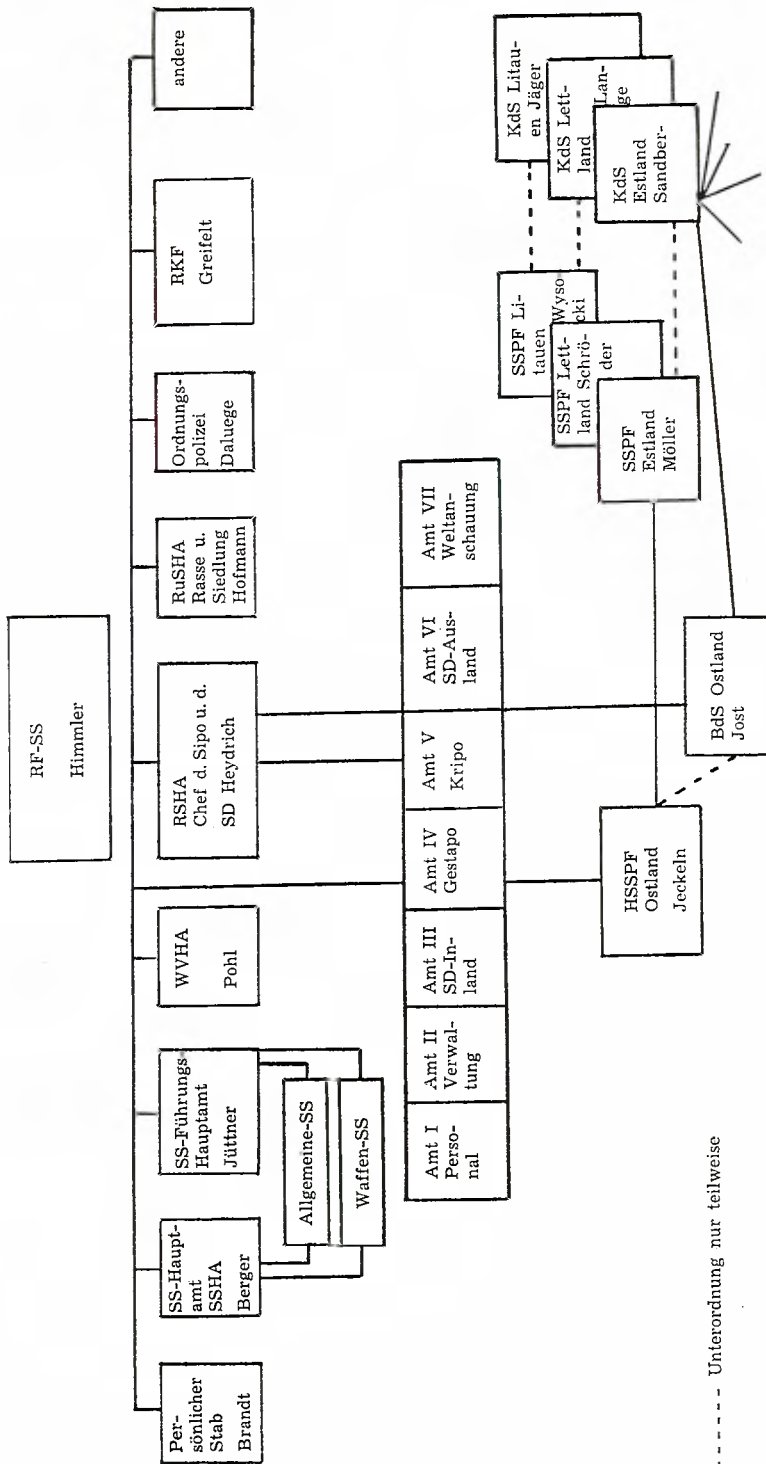 RF-SS
Himmler
Per-
sönlicher
Stab
Brandt
SS-Haupt-
amt
SSHA
Berger
SS-Führungs-
Hauptamt
Jüttner
WVHA
Pohl
RSHA
Chef d. Sipo u. d.
SD Heydrich
RuSHA
Rasse u.
Siedlung
Hofmann
Ordnungs-
polizei
Daluege
RKF
Greifelt
andere
Allgemeine-SS
Waffen-SS
Amt I
Perso-
nal
Amt II
Verwal-
tung
Amt III
SD-In-
land
Amt IV
Gestapo
Amt V
Kripo
Amt VI
SD-Aus-
land
Amt VII
Weltan-
schauung
HSSPF
Ostland
Jeckeln
BdS Ostland
Jost
SSPF Li-
tauen
Wyso-
cki
SSPF Lett-
land Schrö-
der
SSPF
Estland
Möller
KdS Litau-
en Jäger
KdS Lett-
land
Lan-
ge
KdS
Estland
Sandber-
------ Unterordnung nur teilweise